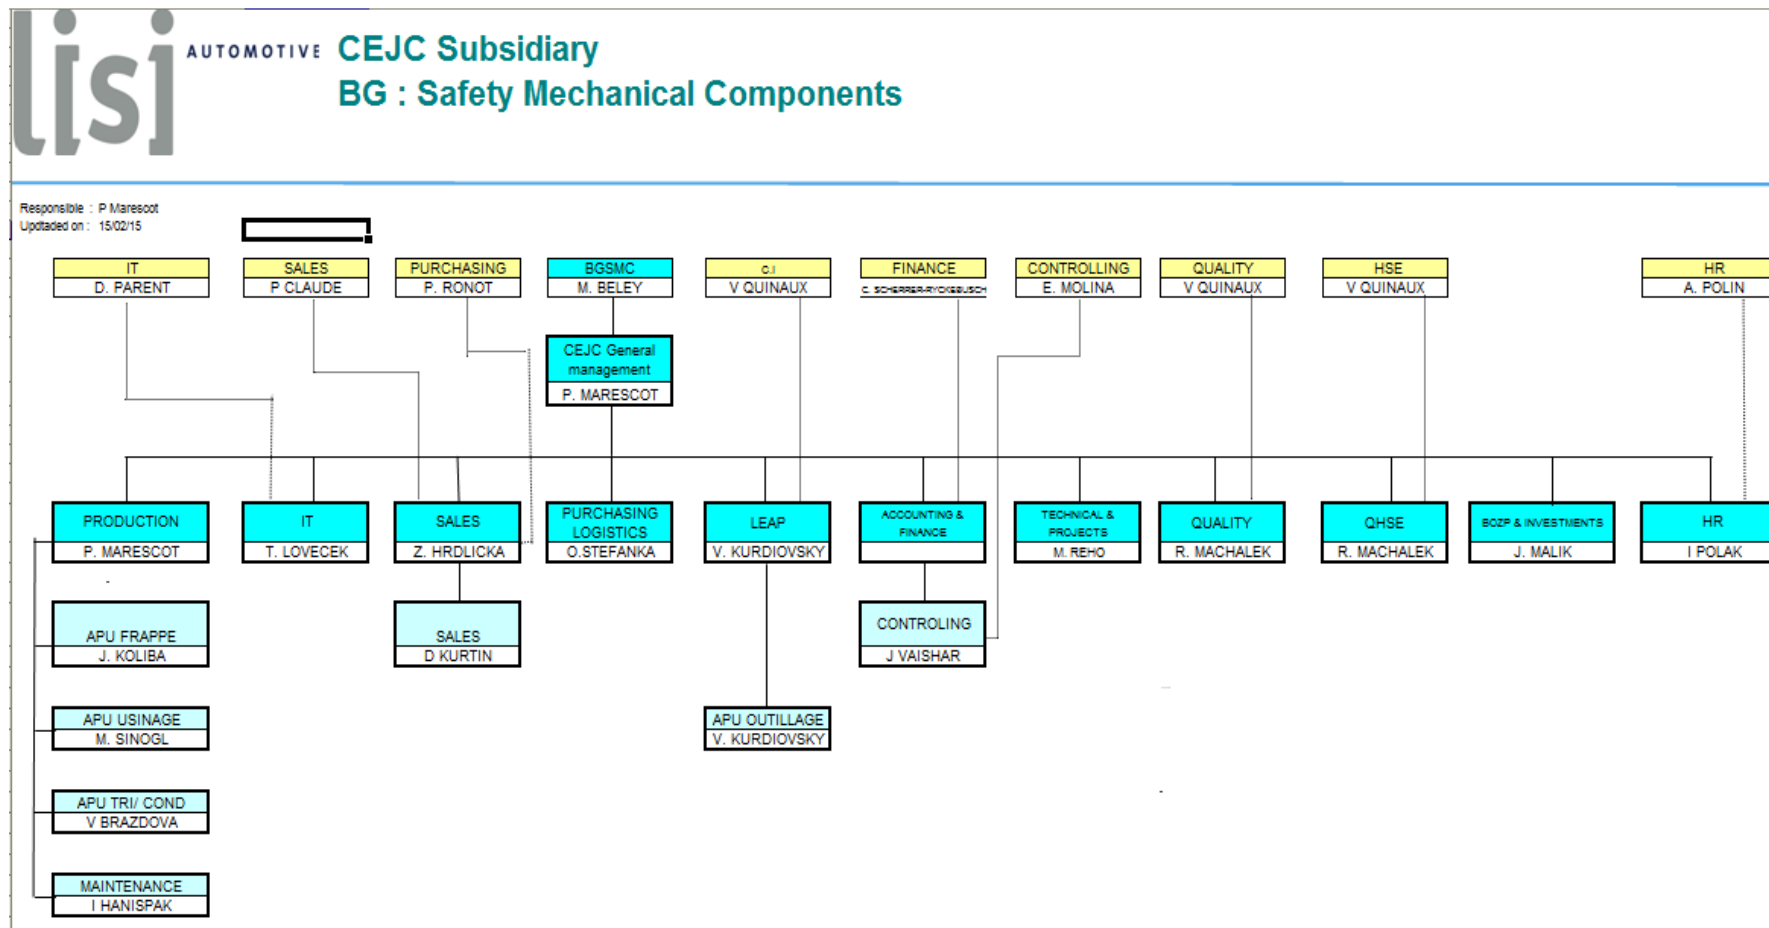 lisi AUTOMOTIVE CEJC Subsidiary
BG : Safety Mechanical Components
Responsible : P Marescot
Updtaded on : 15/02/15
IT
D. PARENT
SALES
P CLAUDE
PURCHASING
P. RONOT
BGSMC
M. BELEY
C.I
V QUINAUX
FINANCE
C. SCHERRER-RYCKEBUSCH
CONTROLLING
E. MOLINA
QUALITY
V QUINAUX
HSE
V QUINAUX
HR
A. POLIN
CEJC General
management
P. MARESCOT
PRODUCTION
P. MARESCOT
IT
T. LOVECEK
SALES
Z. HRDLICKA
PURCHASING
LOGISTICS
O.STEFANKA
LEAP
V. KURDIOVSKY
ACCOUNTING &
FINANCE
TECHNICAL &
PROJECTS
M. REHO
QUALITY
R. MACHALEK
QHSE
R. MACHALEK
BOZP & INVESTMENTS
J. MALIK
HR
I POLAK
APU FRAPPE
J. KOLIBA
SALES
D KURTIN
CONTROLING
J VAISHAR
APU USINAGE
M. SINOGL
APU OUTILLAGE
V. KURDIOVSKY
APU TRI/ COND
V BRAZDOVA
MAINTENANCE
I HANISPAK